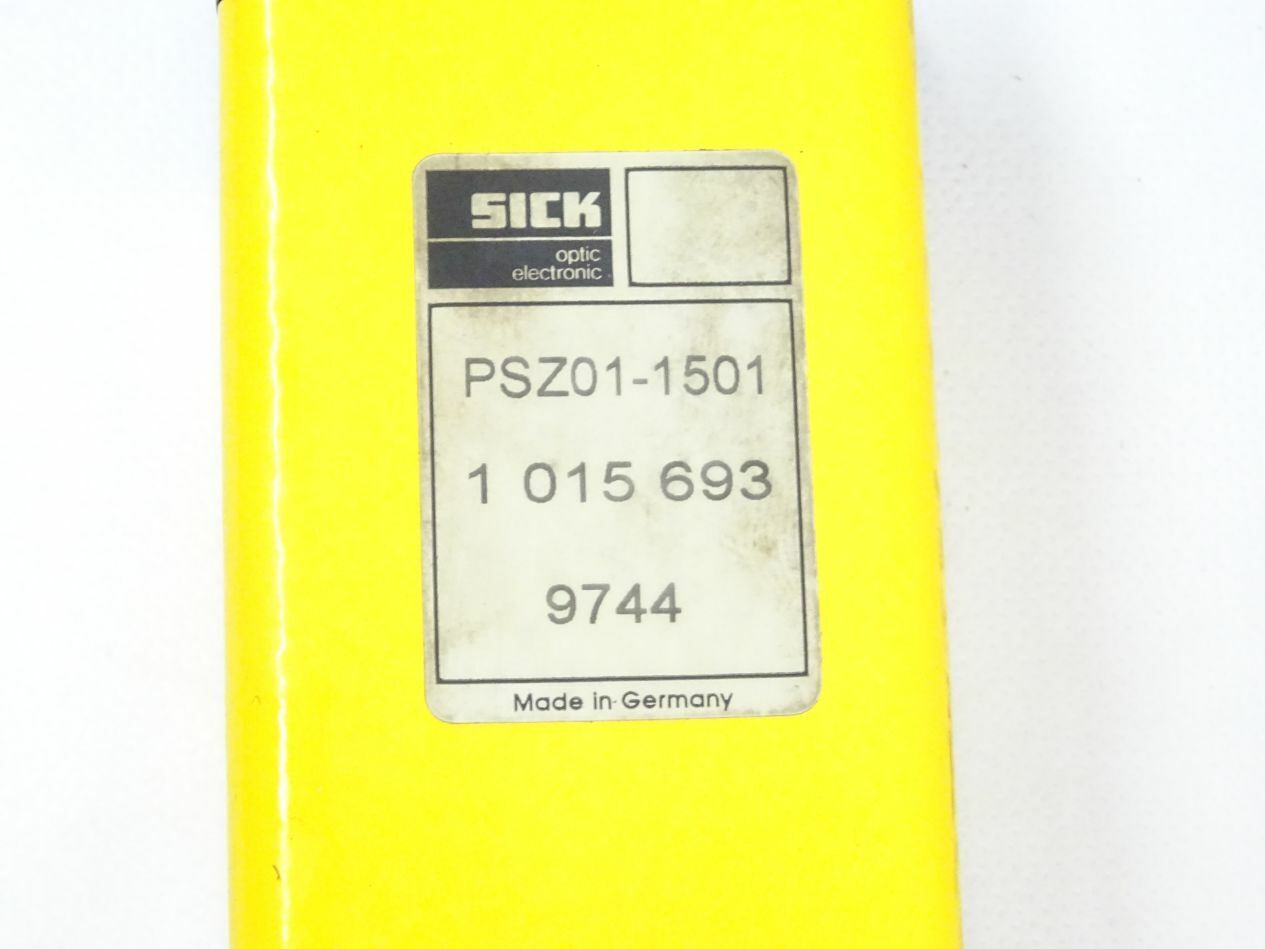 SICK
optic
electronic
PSZ01-1501
1 015 693
9744
Made in Germany